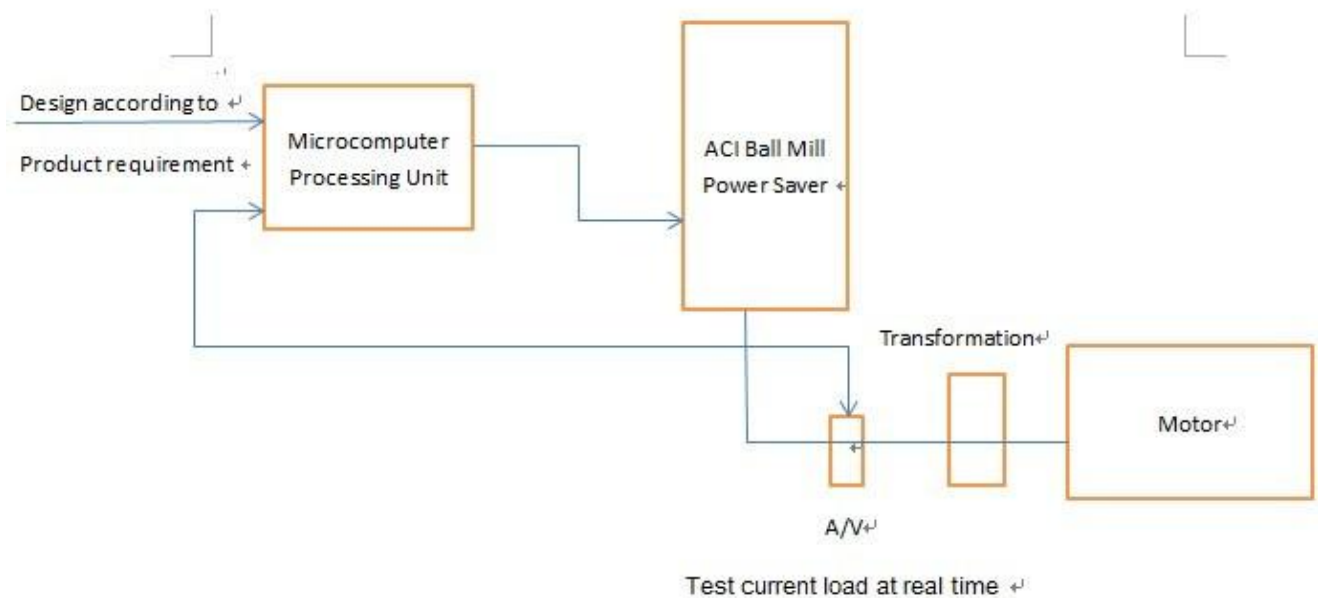 Design according to
Product requirement
Microcomputer
Processing Unit
ACI Ball Mill
Power Saver
Transformation
Motor
A/V
Test current load at real time